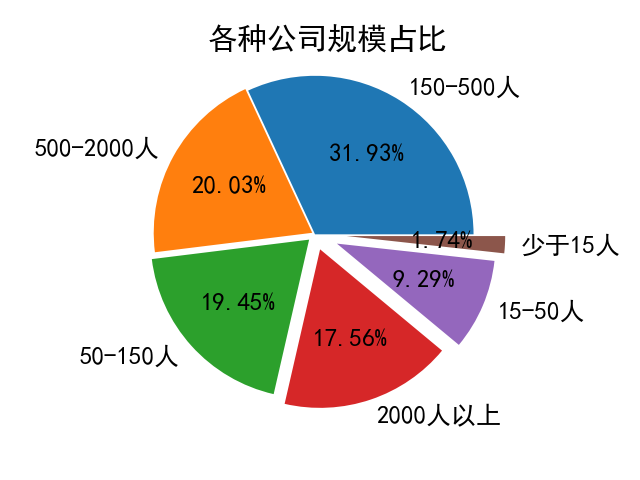 各种公司规模占比
150-500人
31.93%
500-2000人
20.03%
1.74%
少于15人
9.29%
19.45%
15-50人
17.56%
50-150人
2000人以上